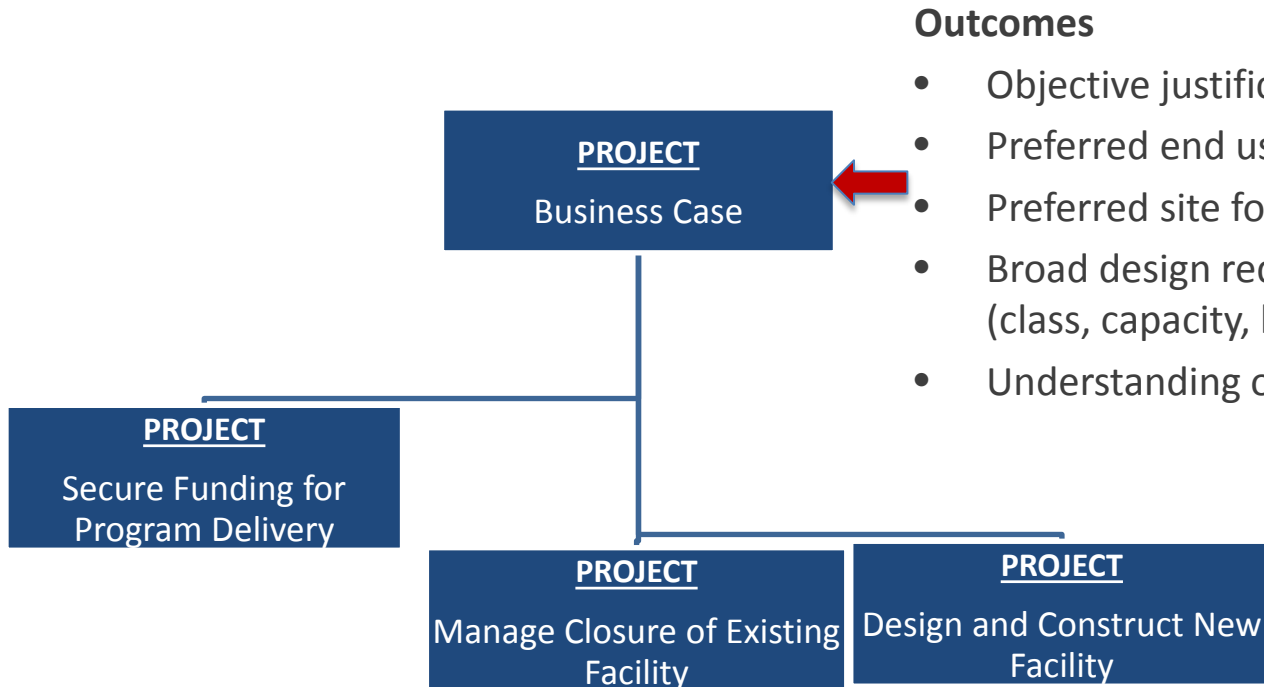 Outcomes
• Objective justific
• Preferred end us
• Preferred site fo
• Broad design rec
(class, capacity,
• Understanding o
PROJECT
Business Case
PROJECT
Secure Funding for
Program Delivery
PROJECT
Manage Closure of Existing
Facility
PROJECT
Design and Construct New
Facility